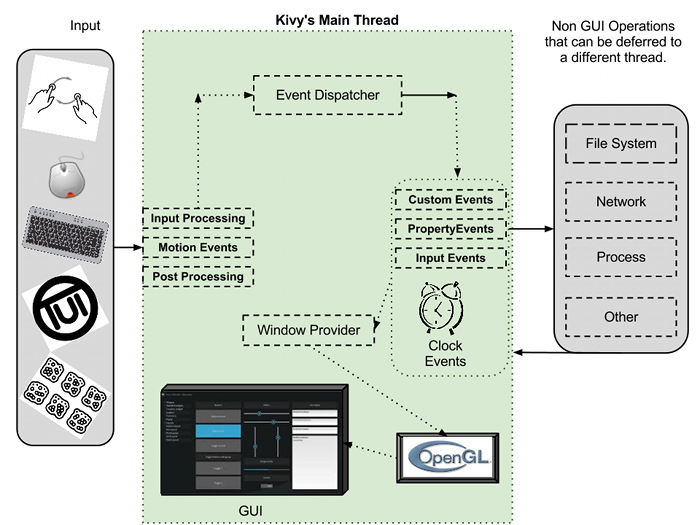 Input
Kivy's Main Thread
Non GUI Operations
that can be deferred to
a different thread.
Event Dispatcher
File System
Network
Process
Other
Input Processing
Motion Events
Post Processing
Custom Events
PropertyEvents
Input Events
Clock
Events
Window Provider
TUI
OpenGL
GUI